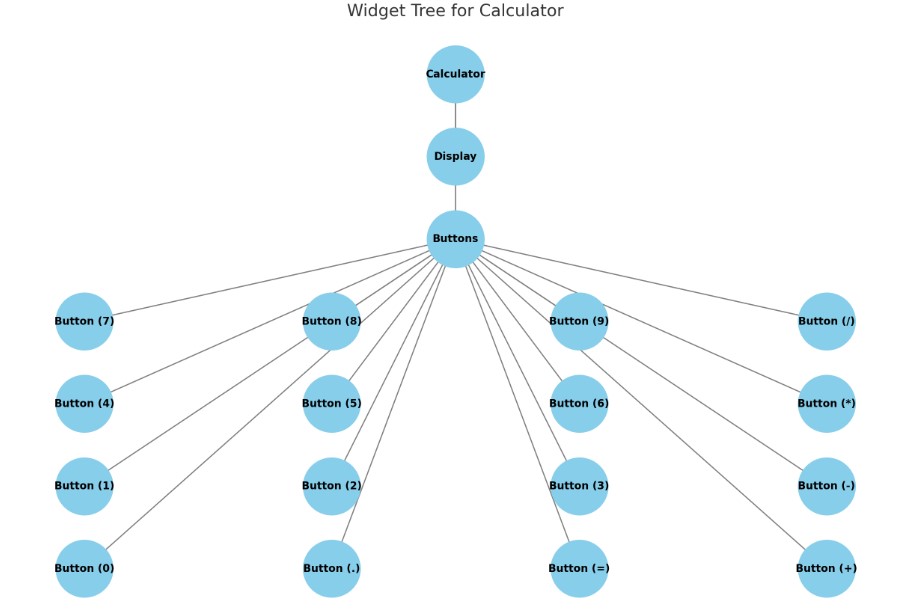 Widget Tree for Calculator
Calculator
Display
Buttons
Button (7)
Button (8)
Button (9)
Button (/)
Button (4)
Button (5)
Button (6)
Button (*)
Button (1)
Button (2)
Button (3)
Button (-)
Button (0)
Button (.)
Button (=)
Button (+)